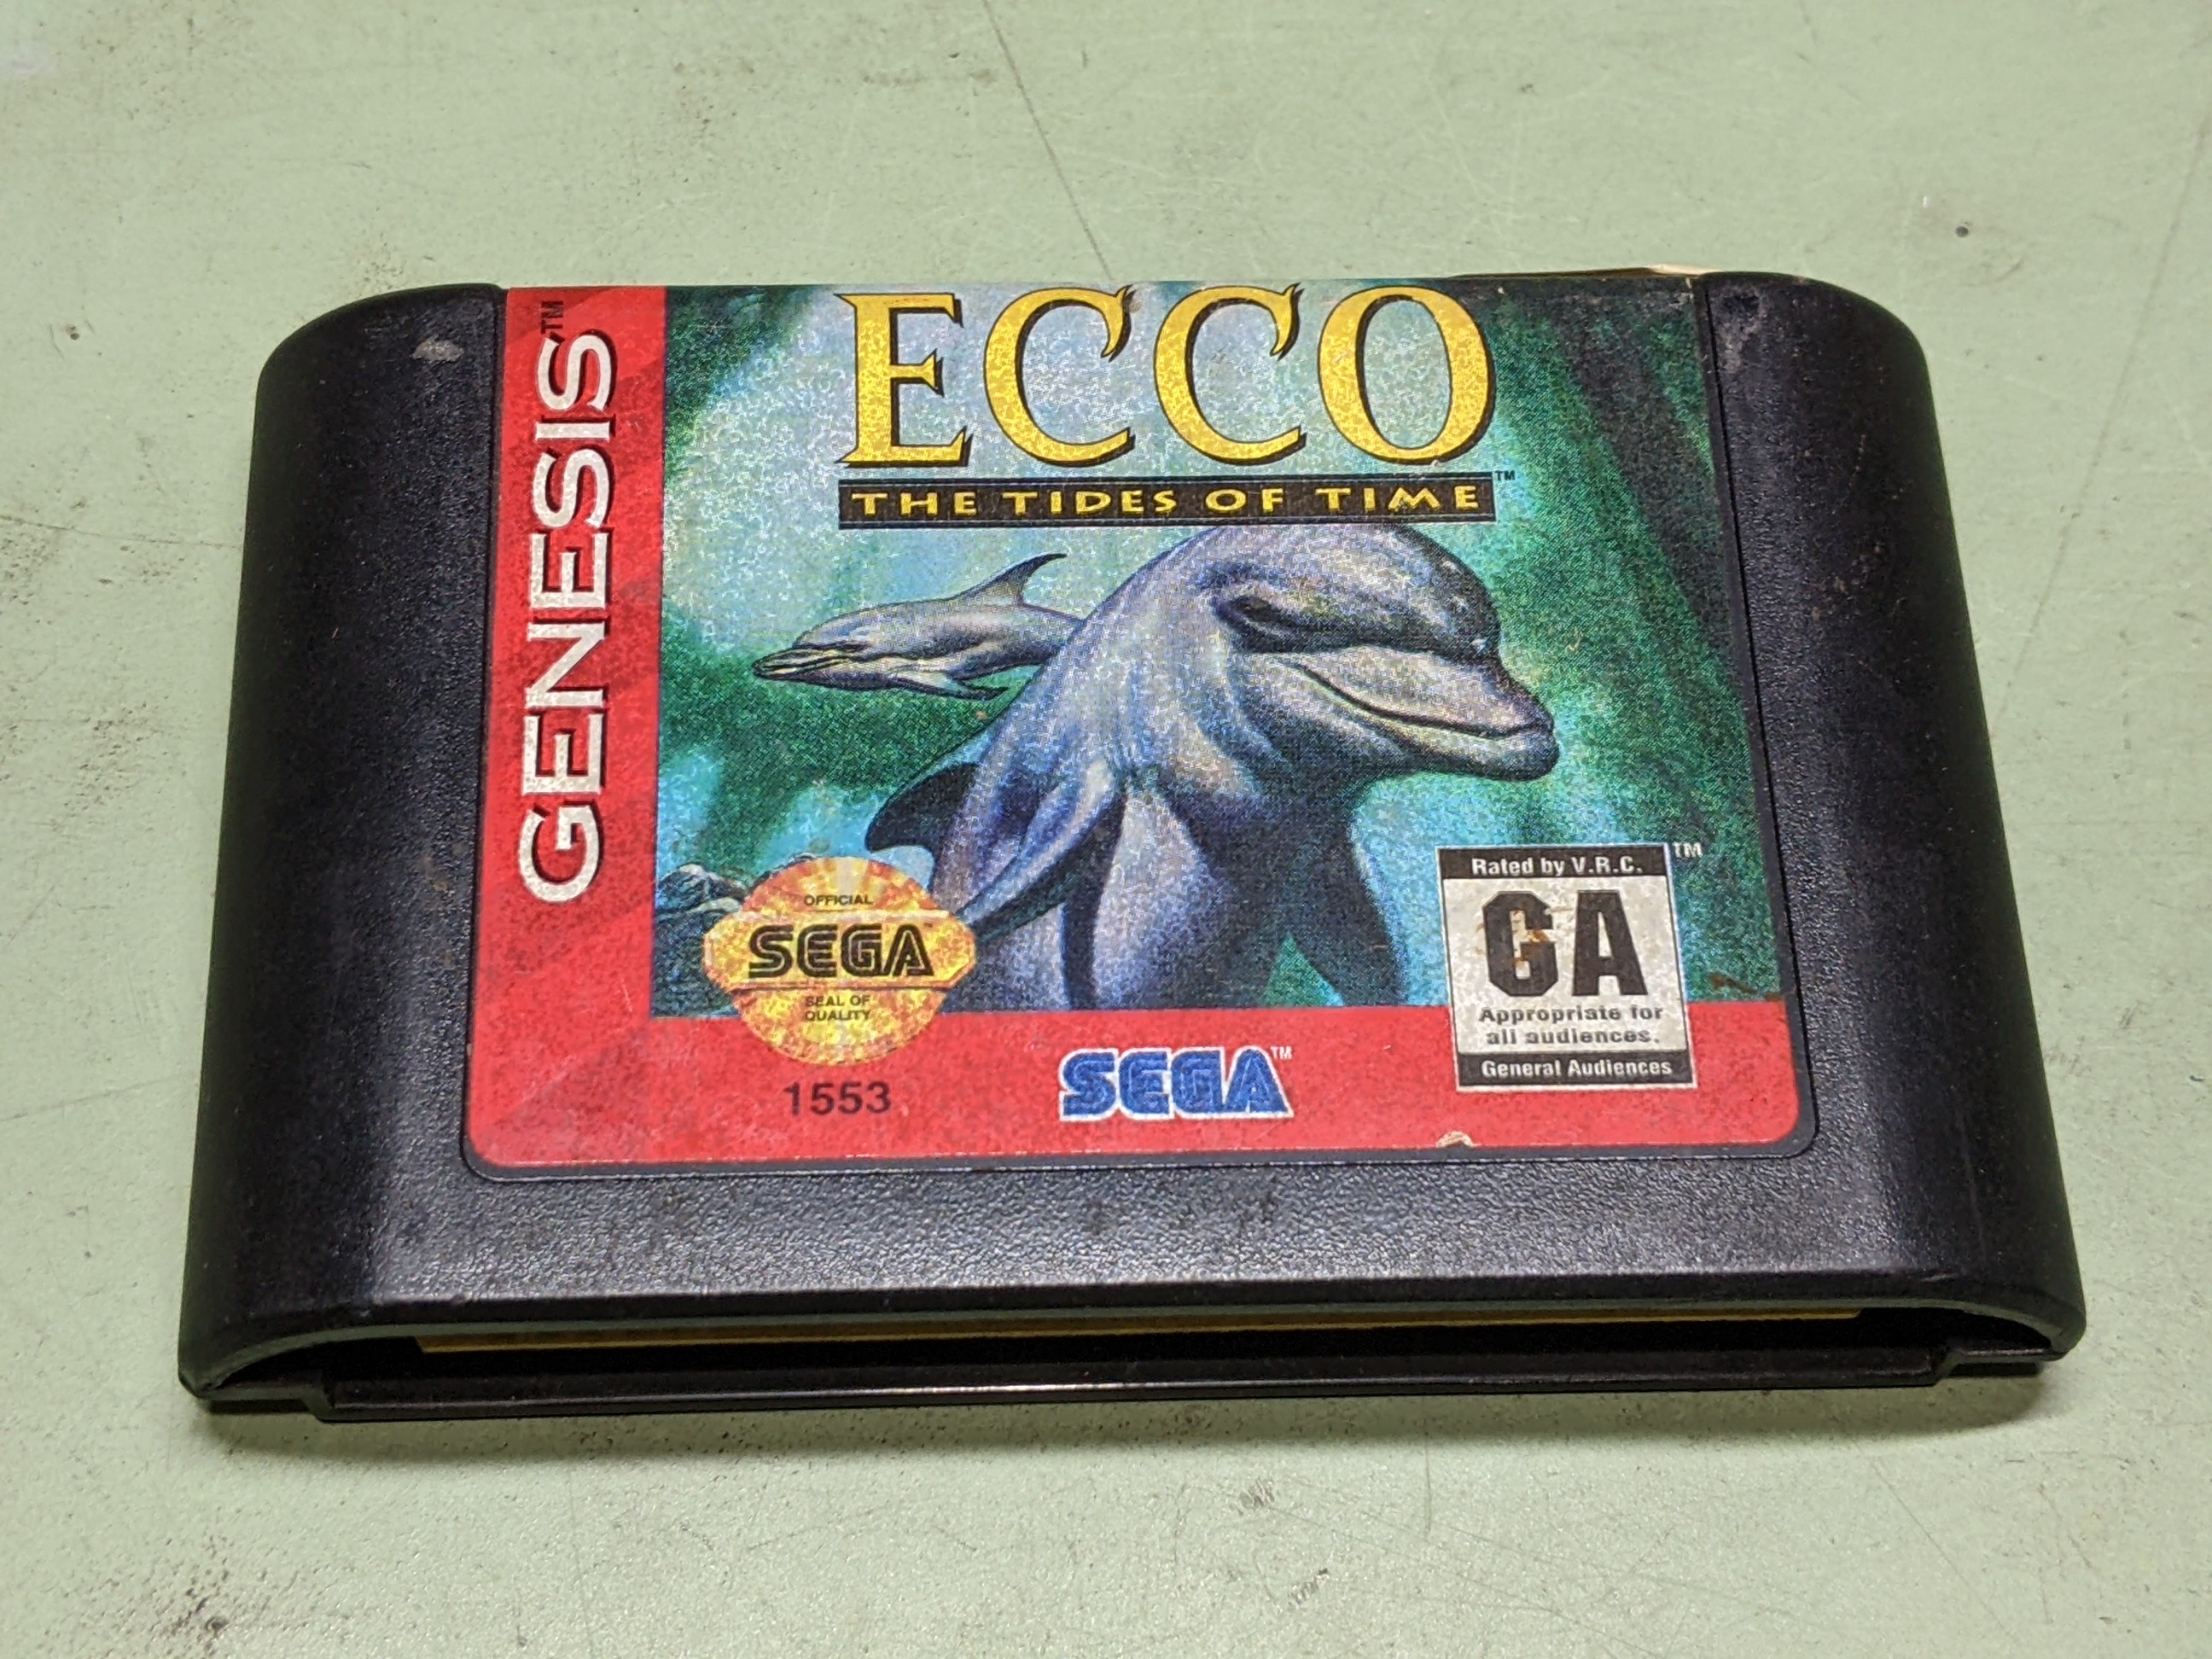 GENESIS™
ECCO
THE TIDES OF TIME™
OFFICIAL
SEGA™
SEAL OF
QUALITY
1553
SEGA™
Rated by V.R.C.™
GA
Appropriate for
all audiences.
General Audiences